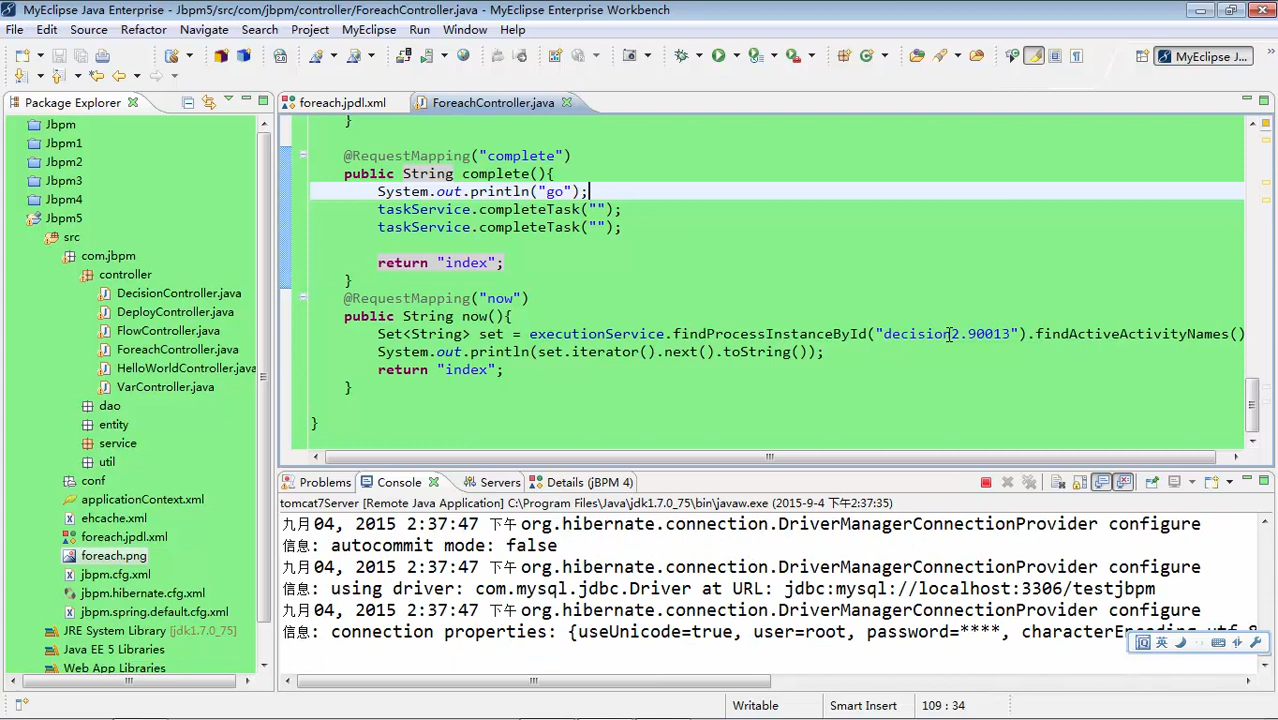 MyEclipse Java Enterprise - Jbpm5/src/com/jbpm/controller/ForeachController.java - MyEclipse Enterprise Workbench
File Edit Source Refactor Navigate Search Project MyEclipse Run Window Help
MyEclipse J...
Package Explorer
foreach.jpdl.xml
ForeachController.java
Jbpm
Jbpm1
Jbpm2
Jbpm3
Jbpm4
Jbpm5
src
com.jbpm
controller
DecisionController.java
DeployController.java
FlowController.java
ForeachController.java
HelloWorldController.java
VarController.java
dao
entity
service
util
conf
applicationContext.xml
ehcache.xml
foreach.jpdl.xml
foreach.png
jbpm.cfg.xml
jbpm.hibernate.cfg.xml
jbpm.spring.default.cfg.xml
JRE System Library [jdk1.7.0_75]
Java EE 5 Libraries
Web App Libraries
}
@RequestMapping("complete")
public String complete(){
System.out.println("go");
taskService.completeTask("");
taskService.completeTask("");
return "index";
}
@RequestMapping("now")
public String now(){
Set<String> set = executionService.findProcessInstanceById("decision2.90013").findActiveActivityNames()
System.out.println(set.iterator().next().toString());
return "index";
}
}
Problems Console Servers Details (jBPM 4)
tomcat7Server [Remote Java Application] C:\Program Files\Java\jdk1.7.0_75\bin\javaw.exe (2015-9-4 下午2:37:35)
九月 04, 2015 2:37:47 下午 org.hibernate.connection.DriverManagerConnectionProvider configure
信息: autocommit mode: false
九月 04, 2015 2:37:47 下午 org.hibernate.connection.DriverManagerConnectionProvider configure
信息: using driver: com.mysql.jdbc.Driver at URL: jdbc:mysql://localhost:3306/testjbpm
九月 04, 2015 2:37:47 下午 org.hibernate.connection.DriverManagerConnectionProvider configure
信息: connection properties: {useUnicode=true, user=root, password=****,
英
Writable
Smart Insert
109 : 34